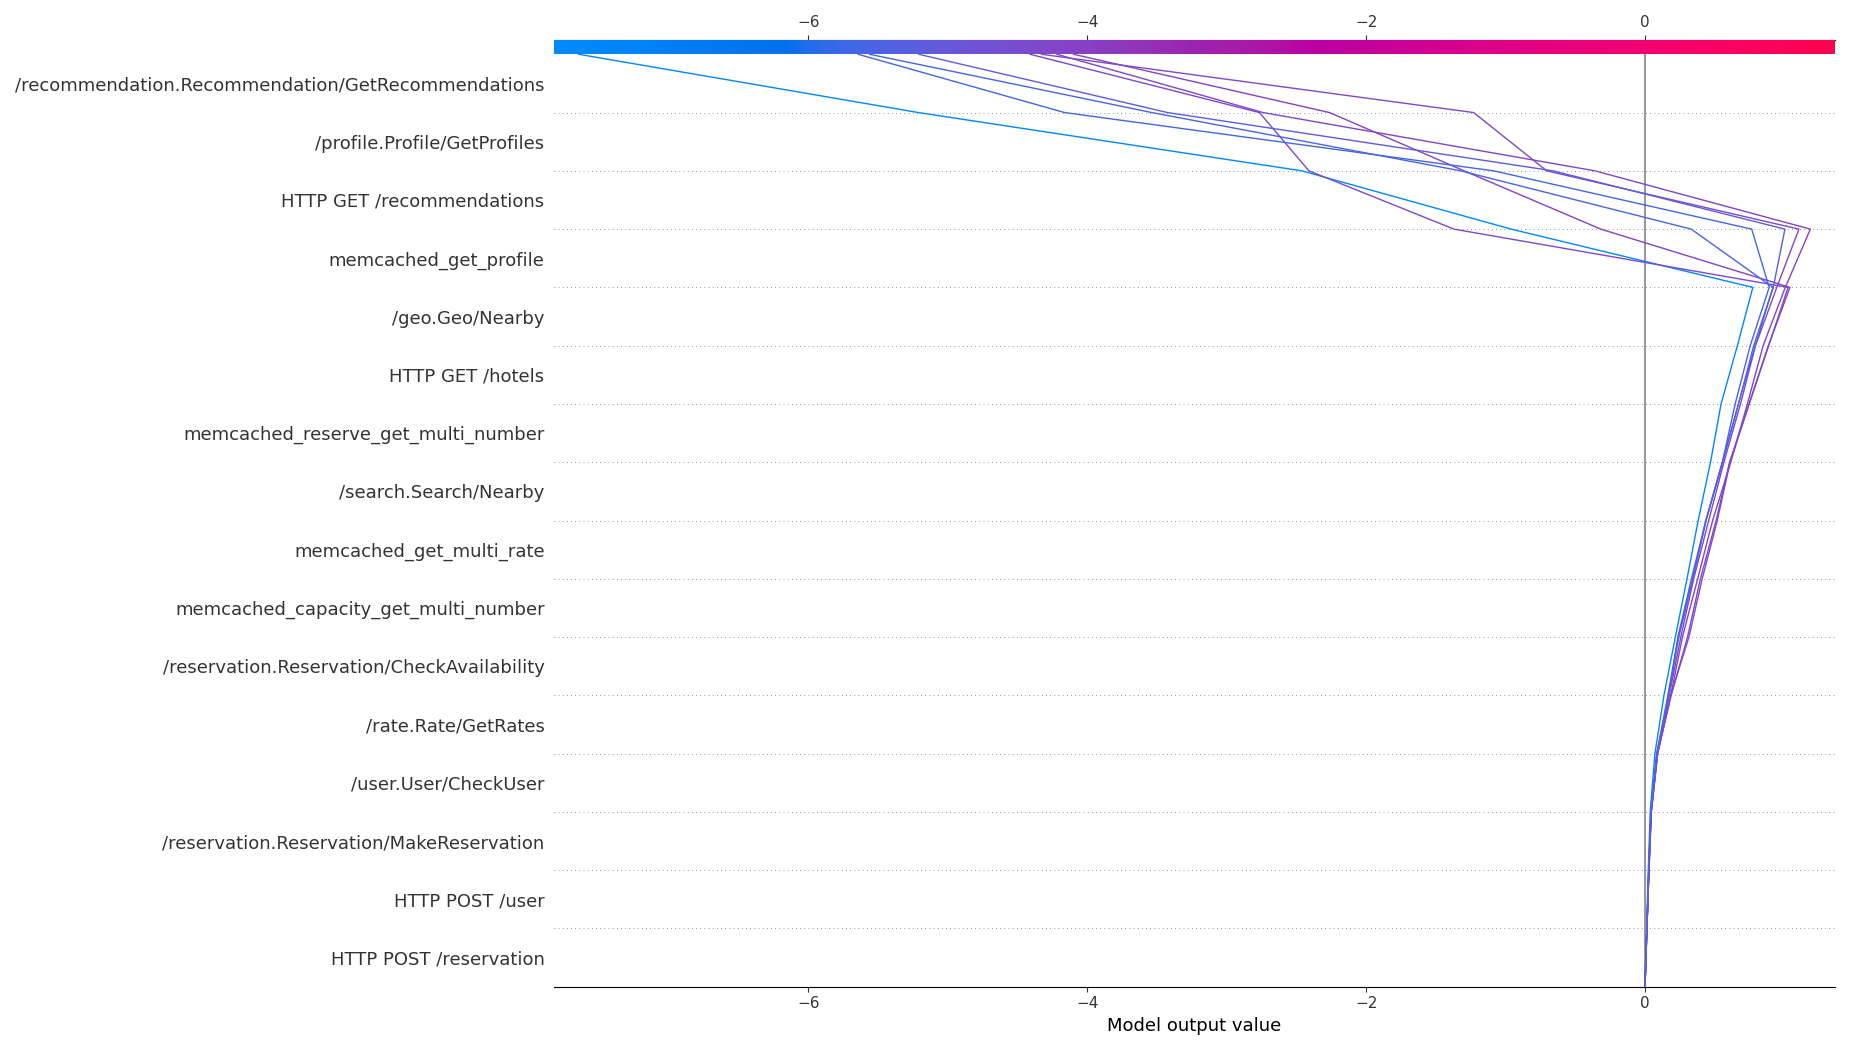 −6 −4 −2 0
/recommendation.Recommendation/GetRecommendations
/profile.Profile/GetProfiles
HTTP GET /recommendations
memcached_get_profile
/geo.Geo/Nearby
HTTP GET /hotels
memcached_reserve_get_multi_number
/search.Search/Nearby
memcached_get_multi_rate
memcached_capacity_get_multi_number
/reservation.Reservation/CheckAvailability
/rate.Rate/GetRates
/user.User/CheckUser
/reservation.Reservation/MakeReservation
HTTP POST /user
HTTP POST /reservation
−6 −4 −2 0
Model output value